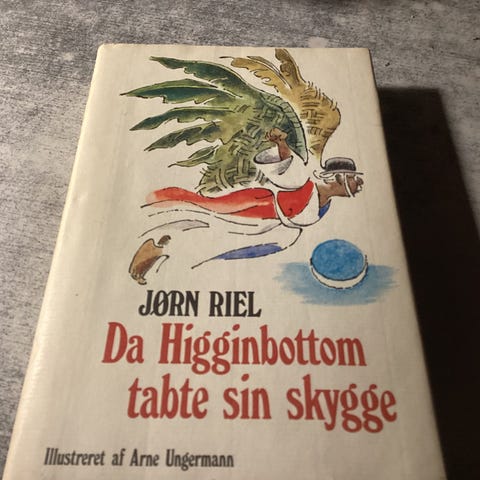 JØRN RIEL
Da Higginbottom
tabte sin skygge
Illustreret af Arne Ungermann